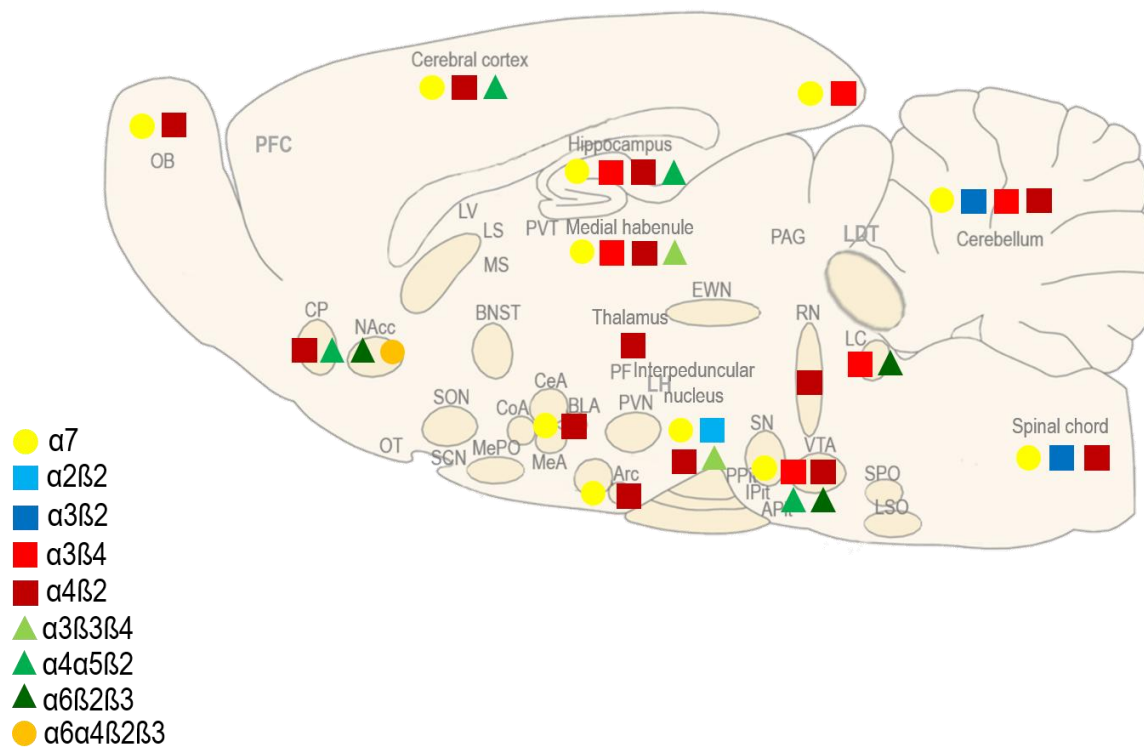 Cerebral cortex
OB
PFC
Hippocampus
LV
LS
MS
PVT
Medial habenule
PAG
LDT
Cerebellum
CP
NAcc
BNST
EWN
Thalamus
RN
LC
PF
Interpeduncular
LH
nucleus
SON
CeA
CoA
BLA
PVN
SN
VTA
Spinal chord
OT
SCN
MePO
MeA
Arc
IPit
APit
SPO
LSO
α7
α2ß2
α3ß2
α3ß4
α4ß2
α3ß3ß4
α4α5ß2
α6ß2ß3
α6α4ß2ß3